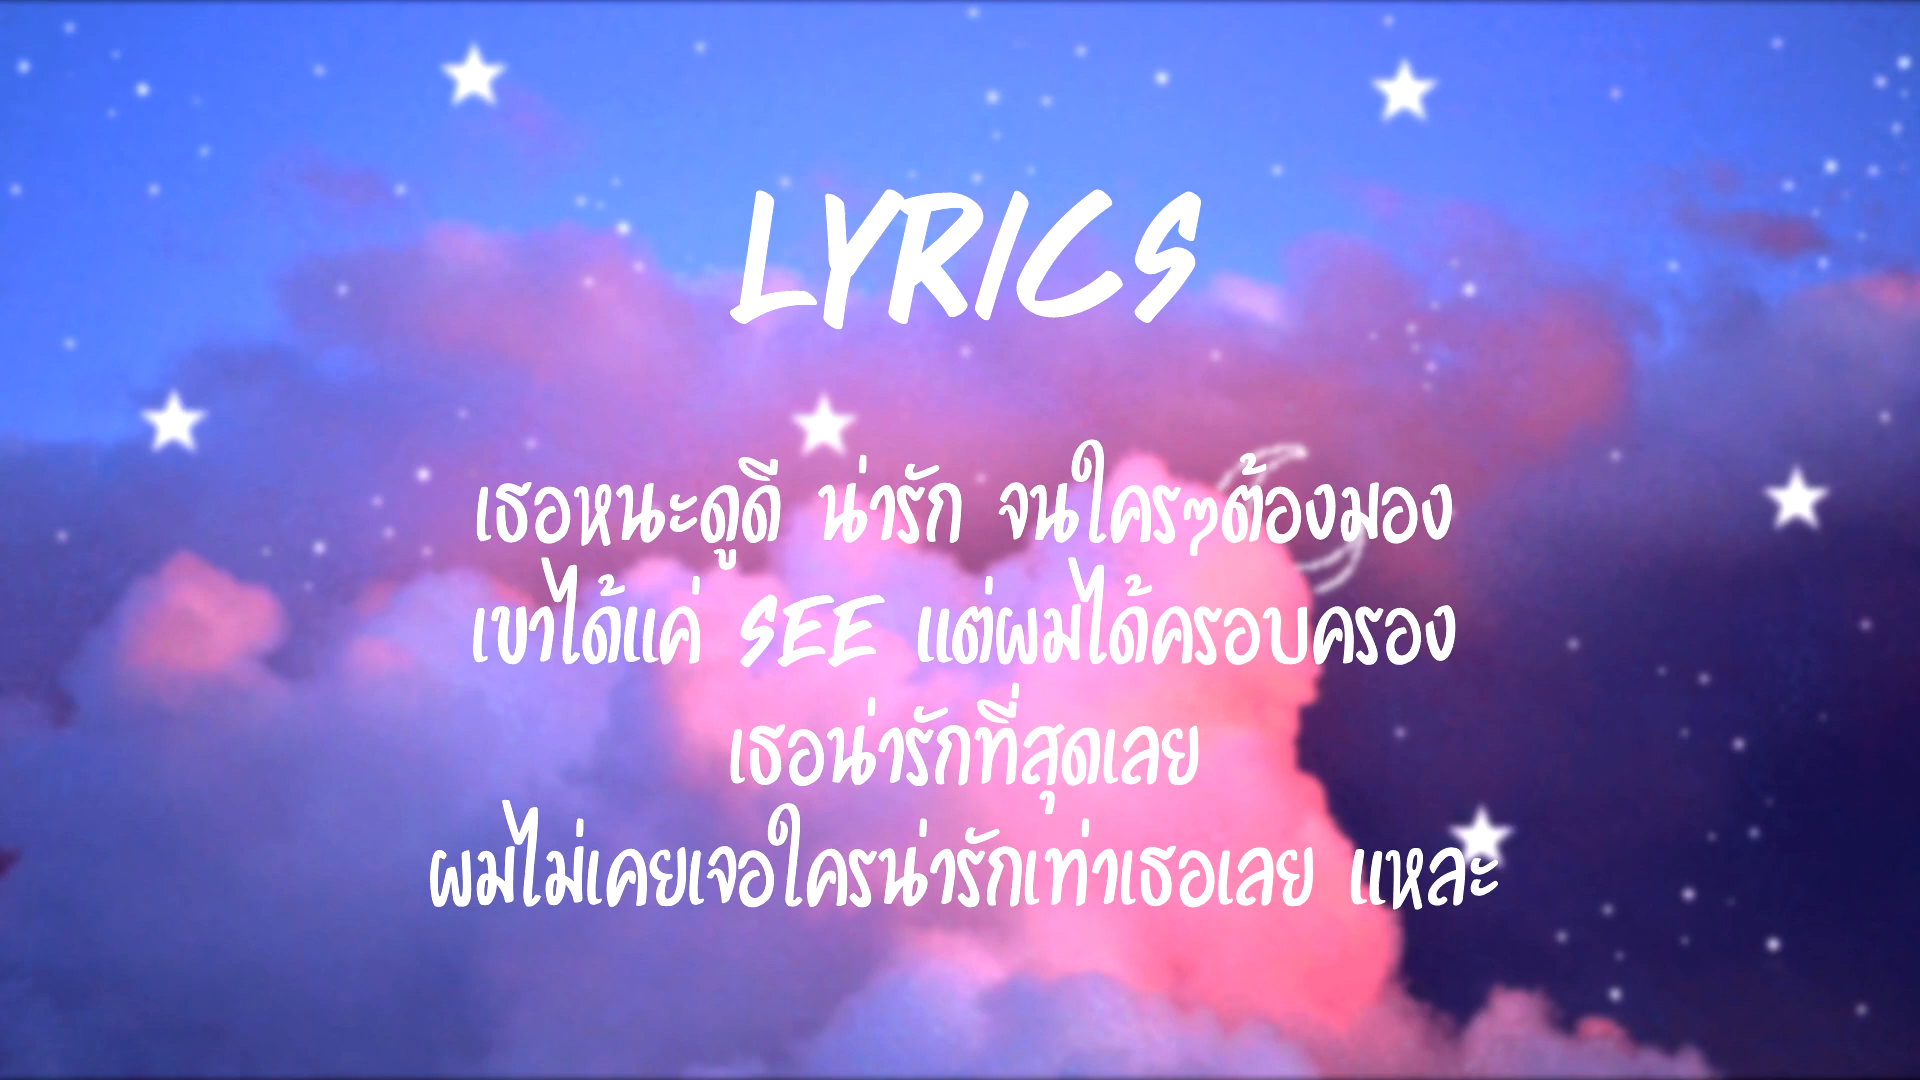 LYRICS
เธอหนะดูดี น่ารัก จนใครๆต้องมอง
เขาได้แค่ SEE แต่ผมได้ครอบครอง
เธอน่ารักที่สุดเลย
ผมไม่เคยเจอใครน่ารักเท่าเธอเลย แหละ